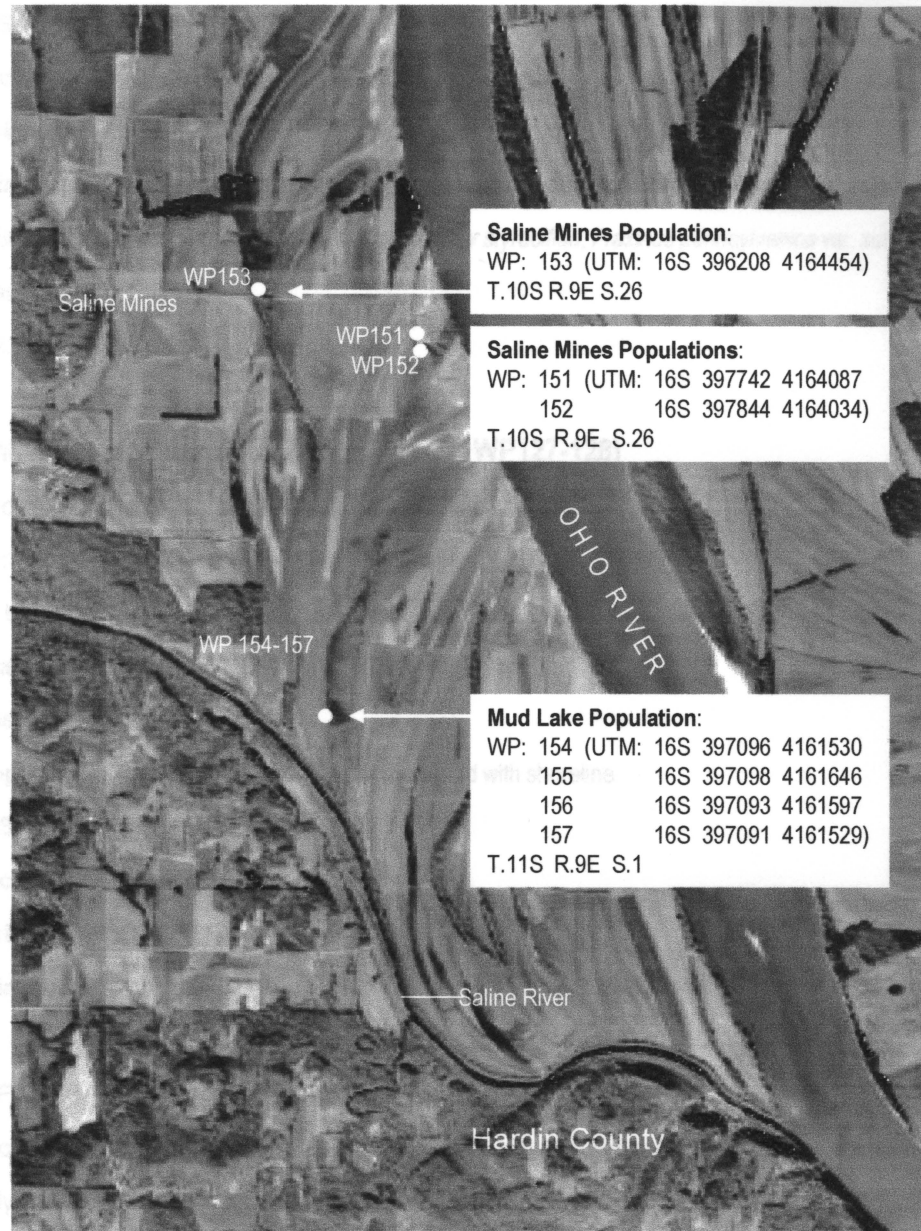 Saline Mines Population:
WP: 153 (UTM: 16S 396208 4164454)
T.10S R.9E S.26
WP153
Saline Mines
WP151
WP152
Saline Mines Populations:
WP: 151 (UTM: 16S 397742 4164087
152 16S 397844 4164034)
T.10S R.9E S.26
OHIO RIVER
WP 154-157
Mud Lake Population:
WP: 154 (UTM: 16S 397096 4161530
155 16S 397098 4161646
156 16S 397093 4161597
157 16S 397091 4161529)
T.11S R.9E S.1
Saline River
Hardin County